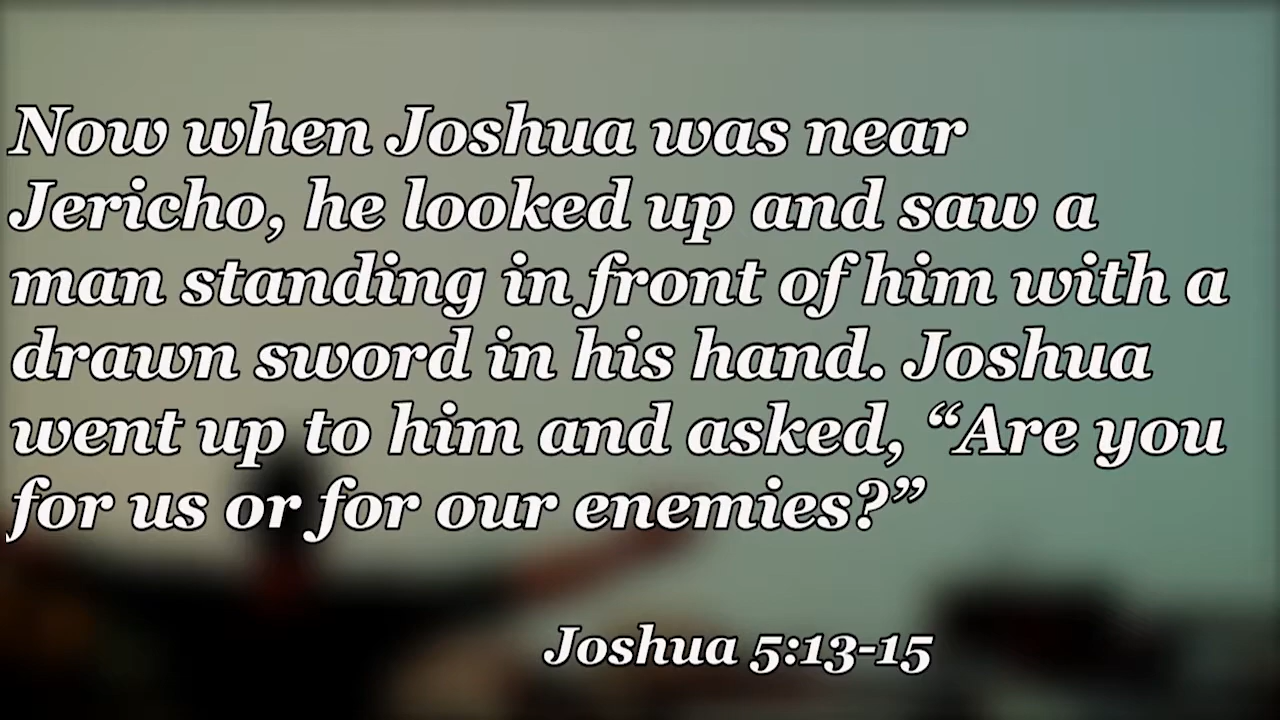 Now when Joshua was near
Jericho, he looked up and saw a
man standing in front of him with a
drawn sword in his hand. Joshua
went up to him and asked, “Are you
for us or for our enemies?”
Joshua 5:13-15